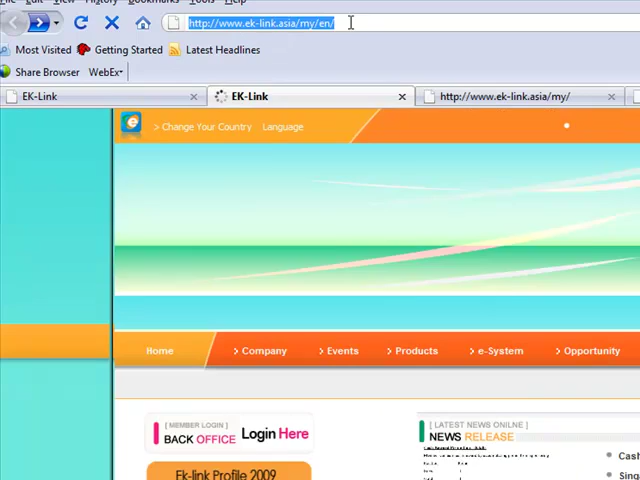 File Edit View History Bookmarks Tools Help
http://www.ek-link.asia/my/en/
Most Visited Getting Started Latest Headlines
Share Browser WebEx
EK-Link EK-Link http://www.ek-link.asia/my/
> Change Your Country Language
Home > Company > Events > Products > e-System > Opportunity
[ MEMBER LOGIN ]
BACK OFFICE Login Here
[ LATEST NEWS ONLINE ]
NEWS RELEASE
Cash
Ek-link Profile 2009
Sing